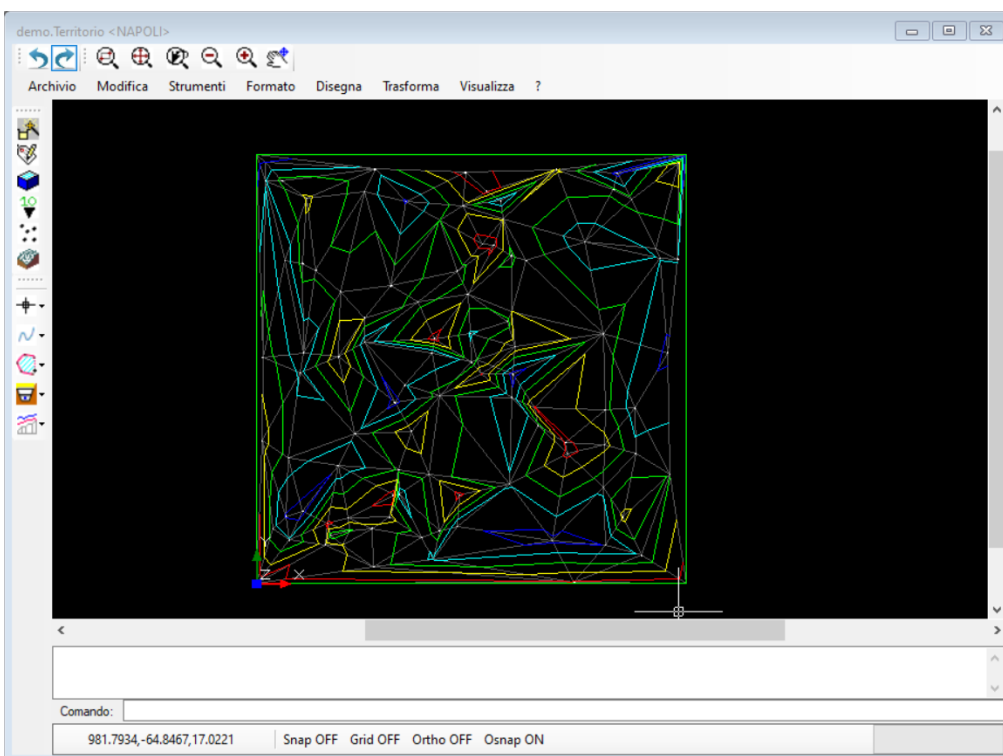 demo.Territorio <NAPOLI>
Archivio Modifica Strumenti Formato Disegna Trasforma Visualizza ?
10
Z X
Comando:
981.7934,-64.8467,17.0221 Snap OFF Grid OFF Ortho OFF Osnap ON